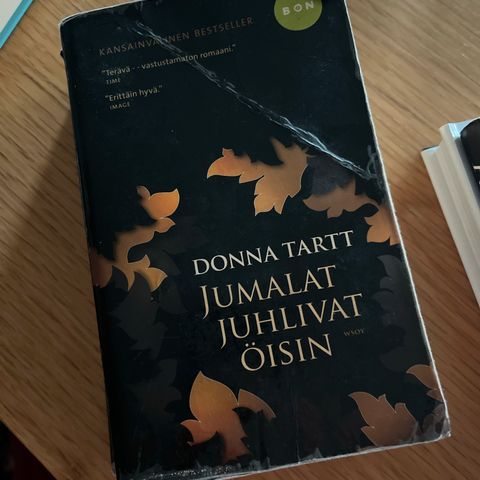 BON
KANSAINVÄLINEN BESTSELLER
"Terävä - - vastustamaton romaani."
TIME
"Erittäin hyvä."
IMAGE
DONNA TARTT
JUMALAT
JUHLIVAT
ÖISIN
WSOY